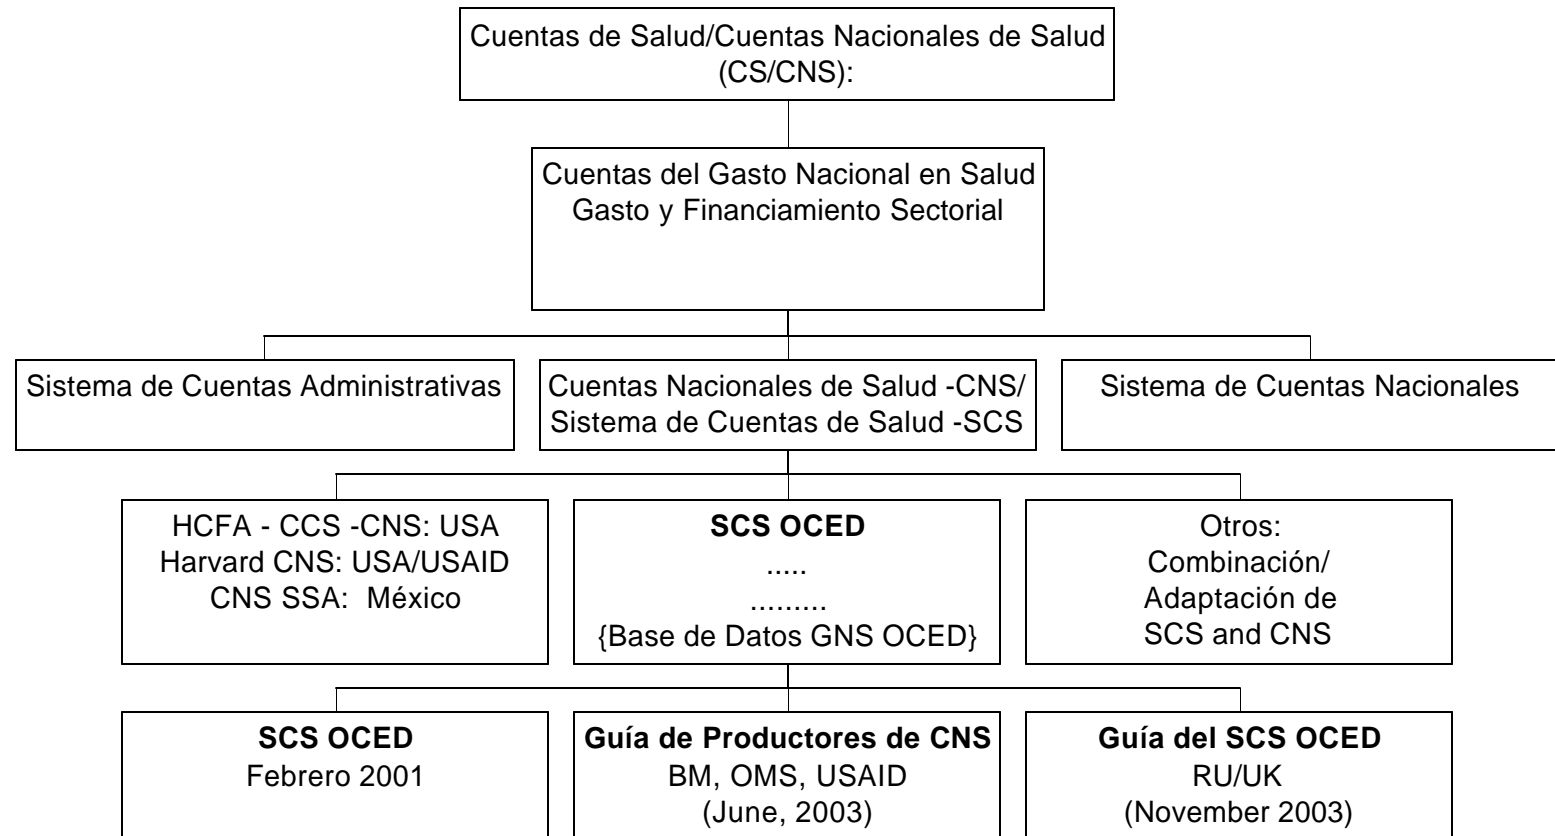 Cuentas de Salud/Cuentas Nacionales de Salud
(CS/CNS):
Cuentas del Gasto Nacional en Salud
Gasto y Financiamiento Sectorial
Sistema de Cuentas Administrativas
Cuentas Nacionales de Salud -CNS/
Sistema de Cuentas de Salud -SCS
Sistema de Cuentas Nacionales
HCFA - CCS -CNS: USA
Harvard CNS: USA/USAID
CNS SSA:  México
SCS OCED
.....
.........
{Base de Datos GNS OCED}
Otros:
Combinación/
Adaptación de
SCS and CNS
SCS OCED
Febrero 2001
Guía de Productores de CNS
BM, OMS, USAID
(June, 2003)
Guía del SCS OCED
RU/UK
(November 2003)